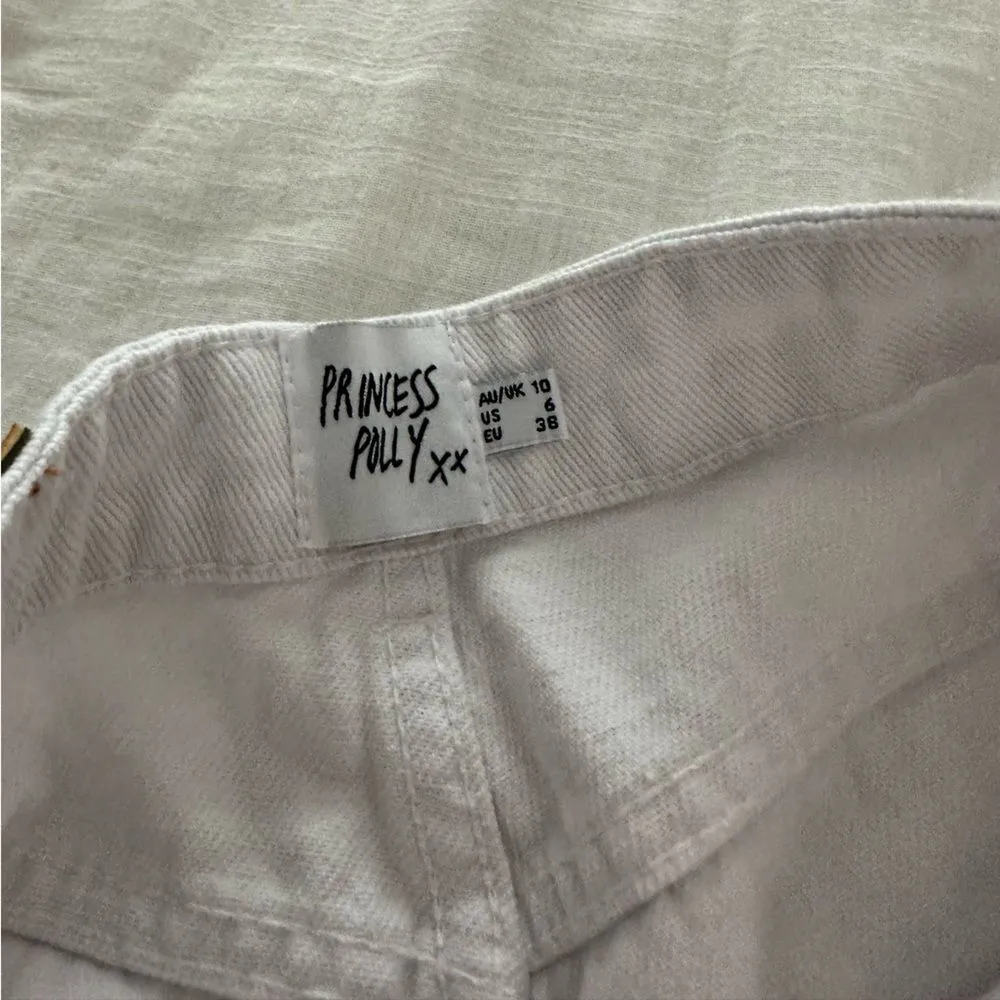 PRINCESS
POLLY xx
AU/UK 10
US 6
EU 38